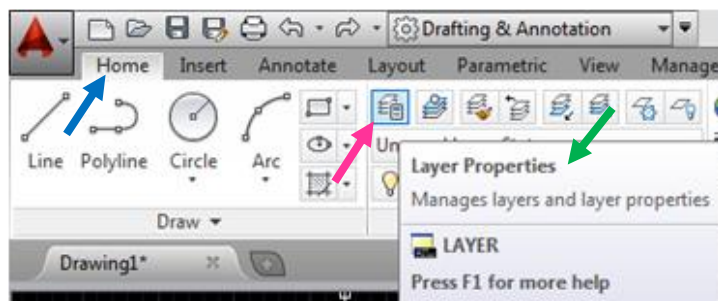 Drafting & Annotation
Home Insert Annotate Layout Parametric View Manage
Line Polyline Circle Arc
Layer Properties
Manages layers and layer properties
Draw
LAYER
Drawing1*
Press F1 for more help